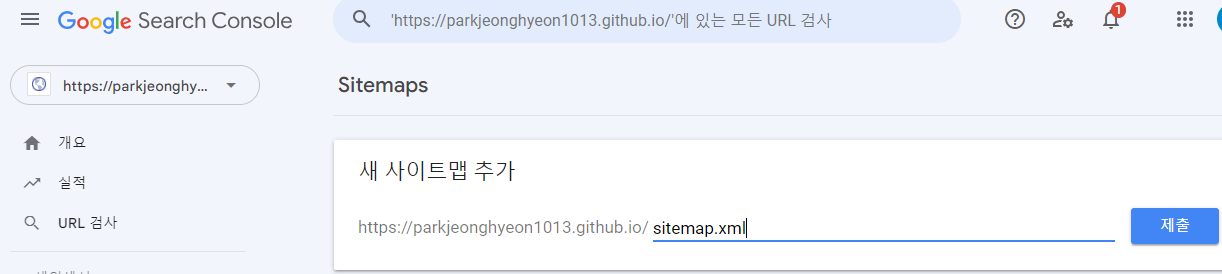 Google Search Console
'https://parkjeonghyeon1013.github.io/'에 있는 모든 URL 검사
1
https://parkjeonghy...
Sitemaps
개요
실적
URL 검사
새 사이트맵 추가
https://parkjeonghyeon1013.github.io/ sitemap.xml
제출